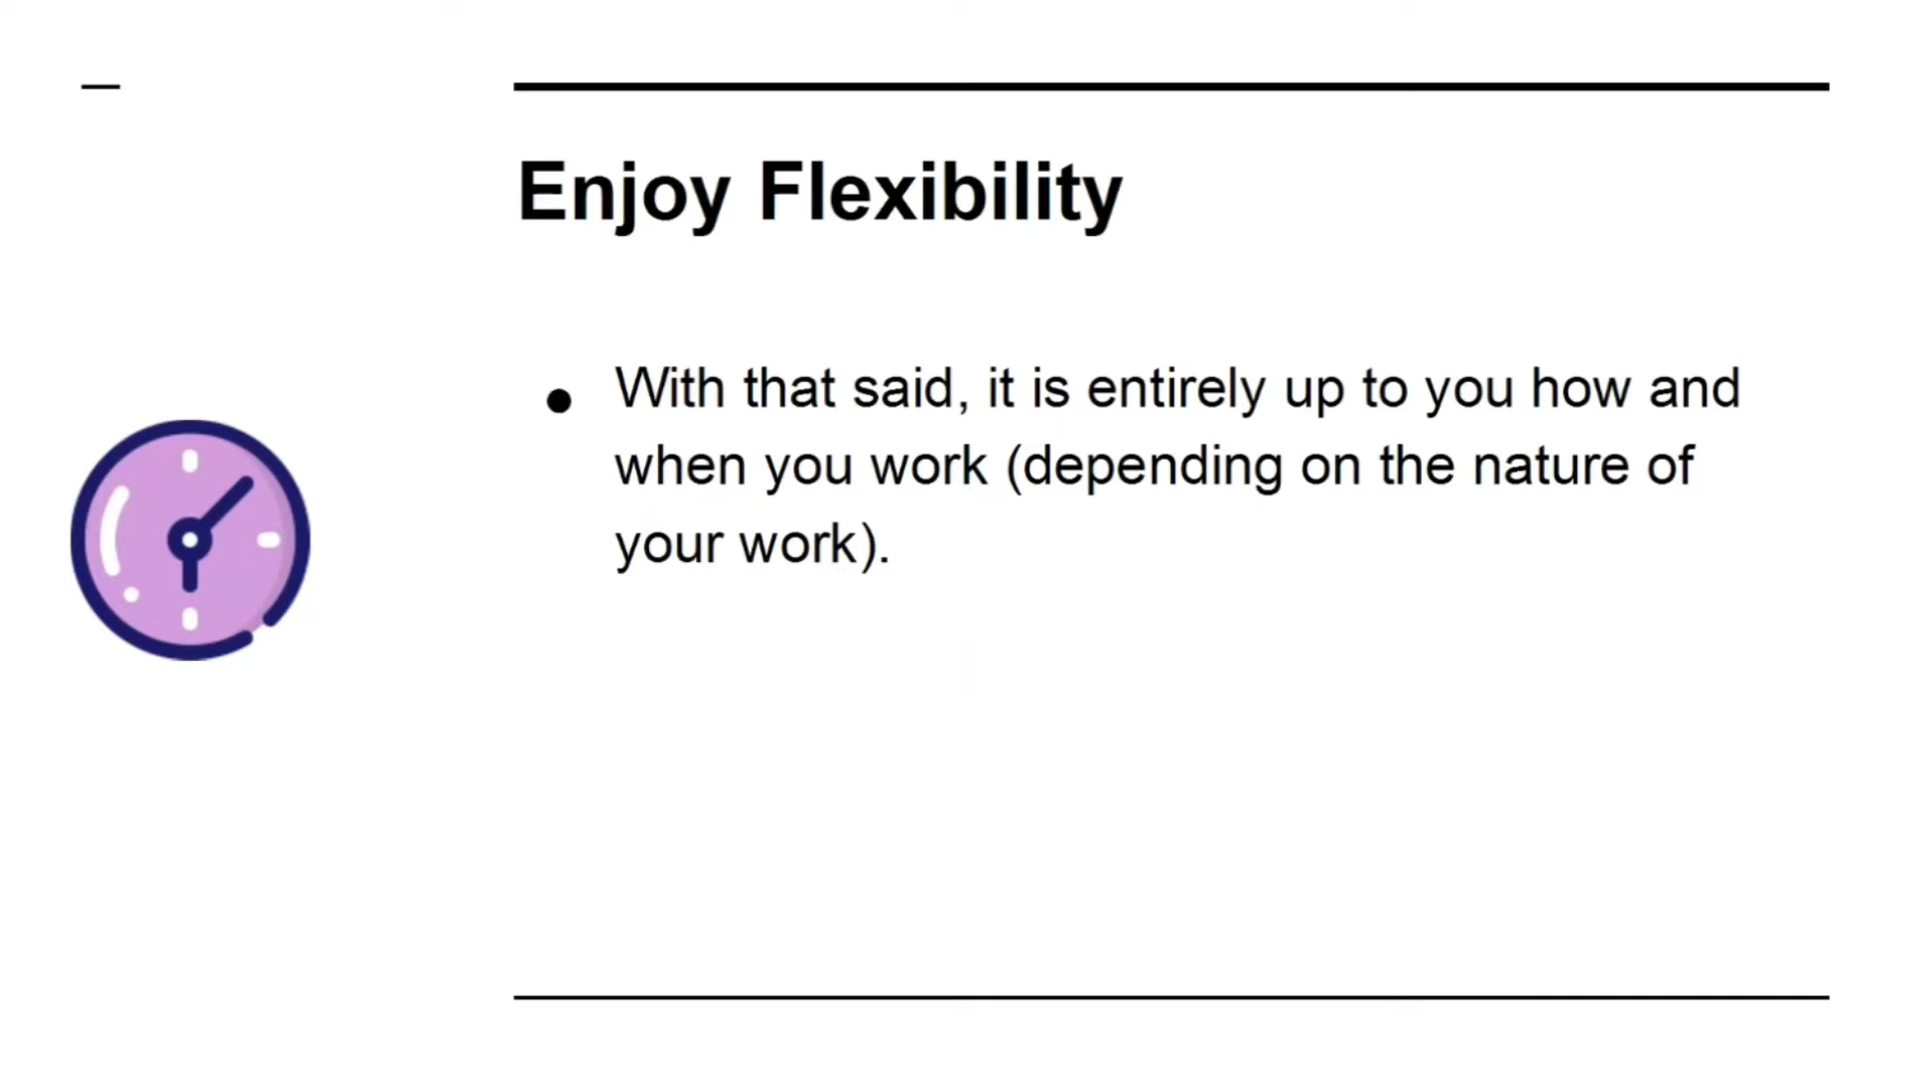 Enjoy Flexibility
● With that said, it is entirely up to you how and
when you work (depending on the nature of
your work).